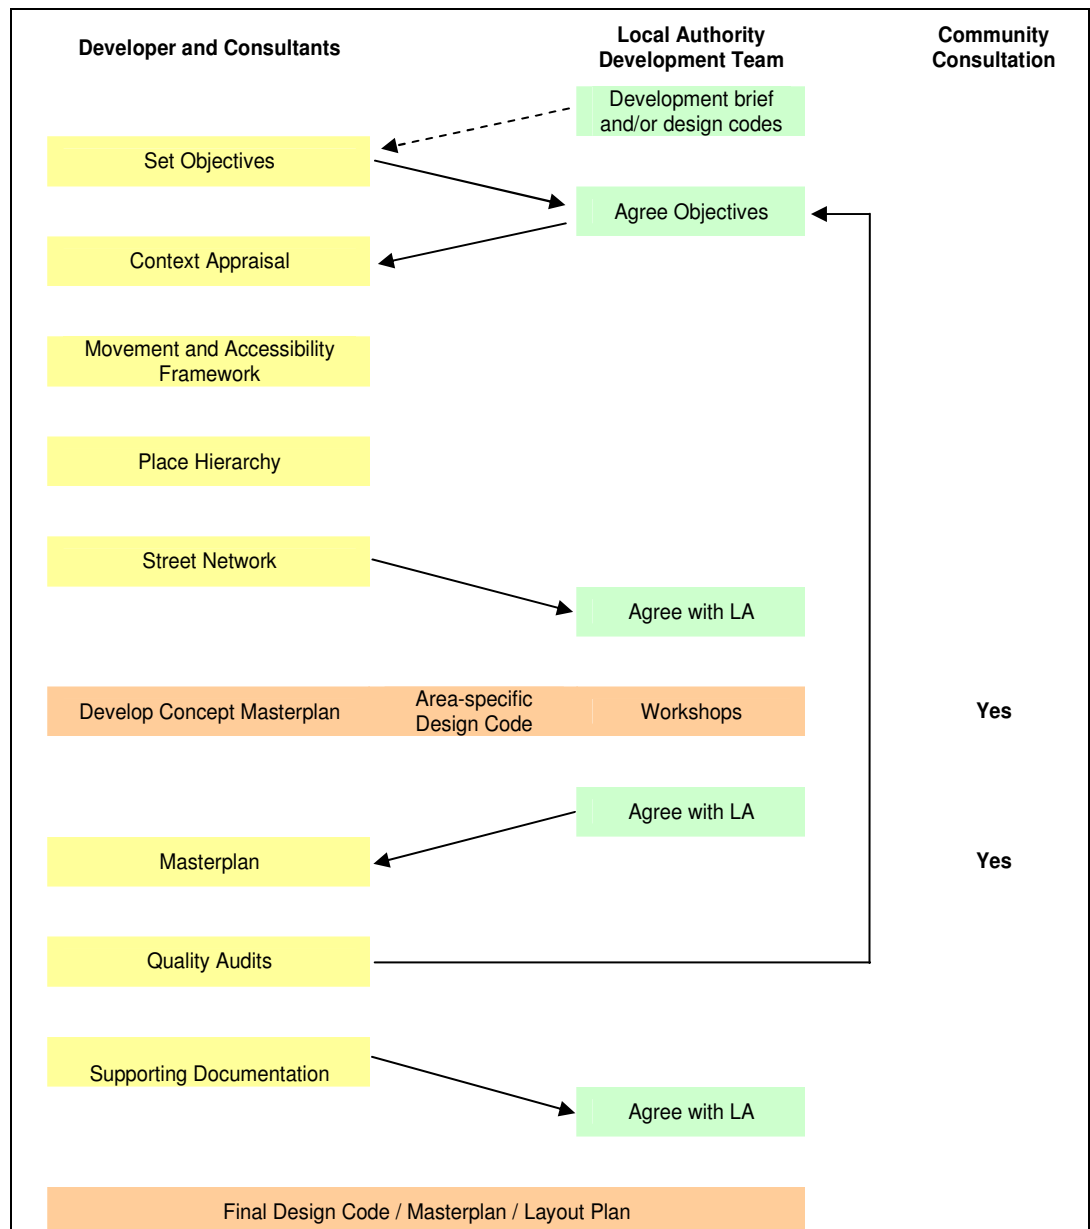 Developer and Consultants
Local Authority
Development Team
Community
Consultation
Development brief
and/or design codes
Set Objectives
Agree Objectives
Context Appraisal
Movement and Accessibility
Framework
Place Hierarchy
Street Network
Agree with LA
Develop Concept Masterplan
Area-specific
Design Code
Workshops
Yes
Agree with LA
Masterplan
Yes
Quality Audits
Supporting Documentation
Agree with LA
Final Design Code / Masterplan / Layout Plan